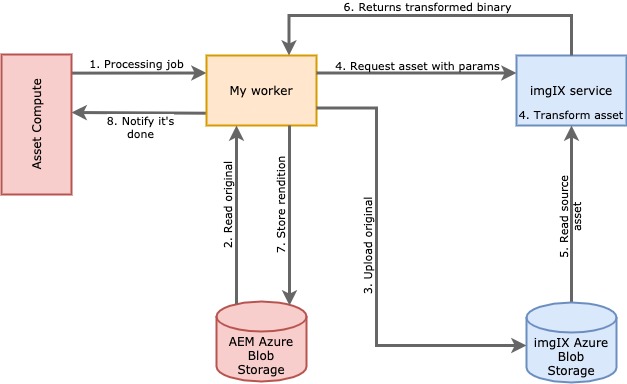 6. Returns transformed binary
1. Processing job
4. Request asset with params
Asset Compute
My worker
imgIX service
4. Transform asset
8. Notify it's
done
2. Read original
7. Store rendition
3. Upload original
5. Read source
asset
AEM Azure
Blob
Storage
imgIX Azure
Blob
Storage